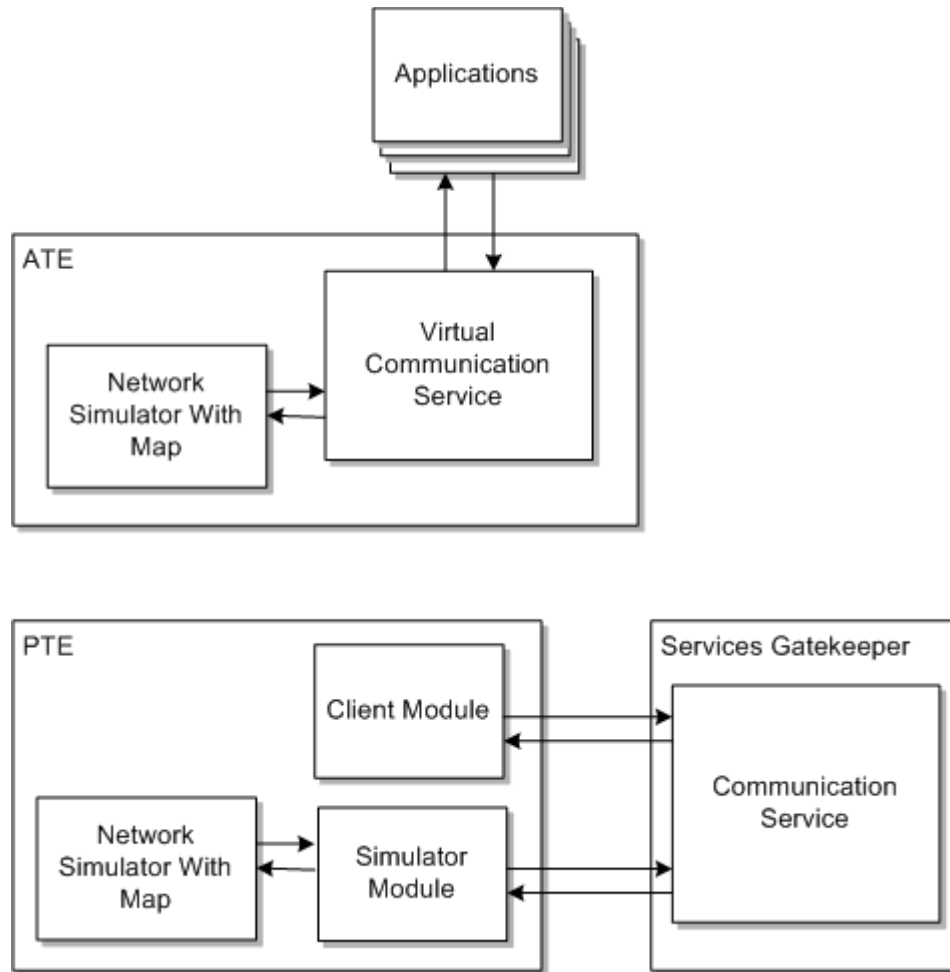 Applications
ATE
Virtual
Communication
Service
Network
Simulator With
Map
PTE
Services Gatekeeper
Client Module
Communication
Service
Network
Simulator With
Map
Simulator
Module